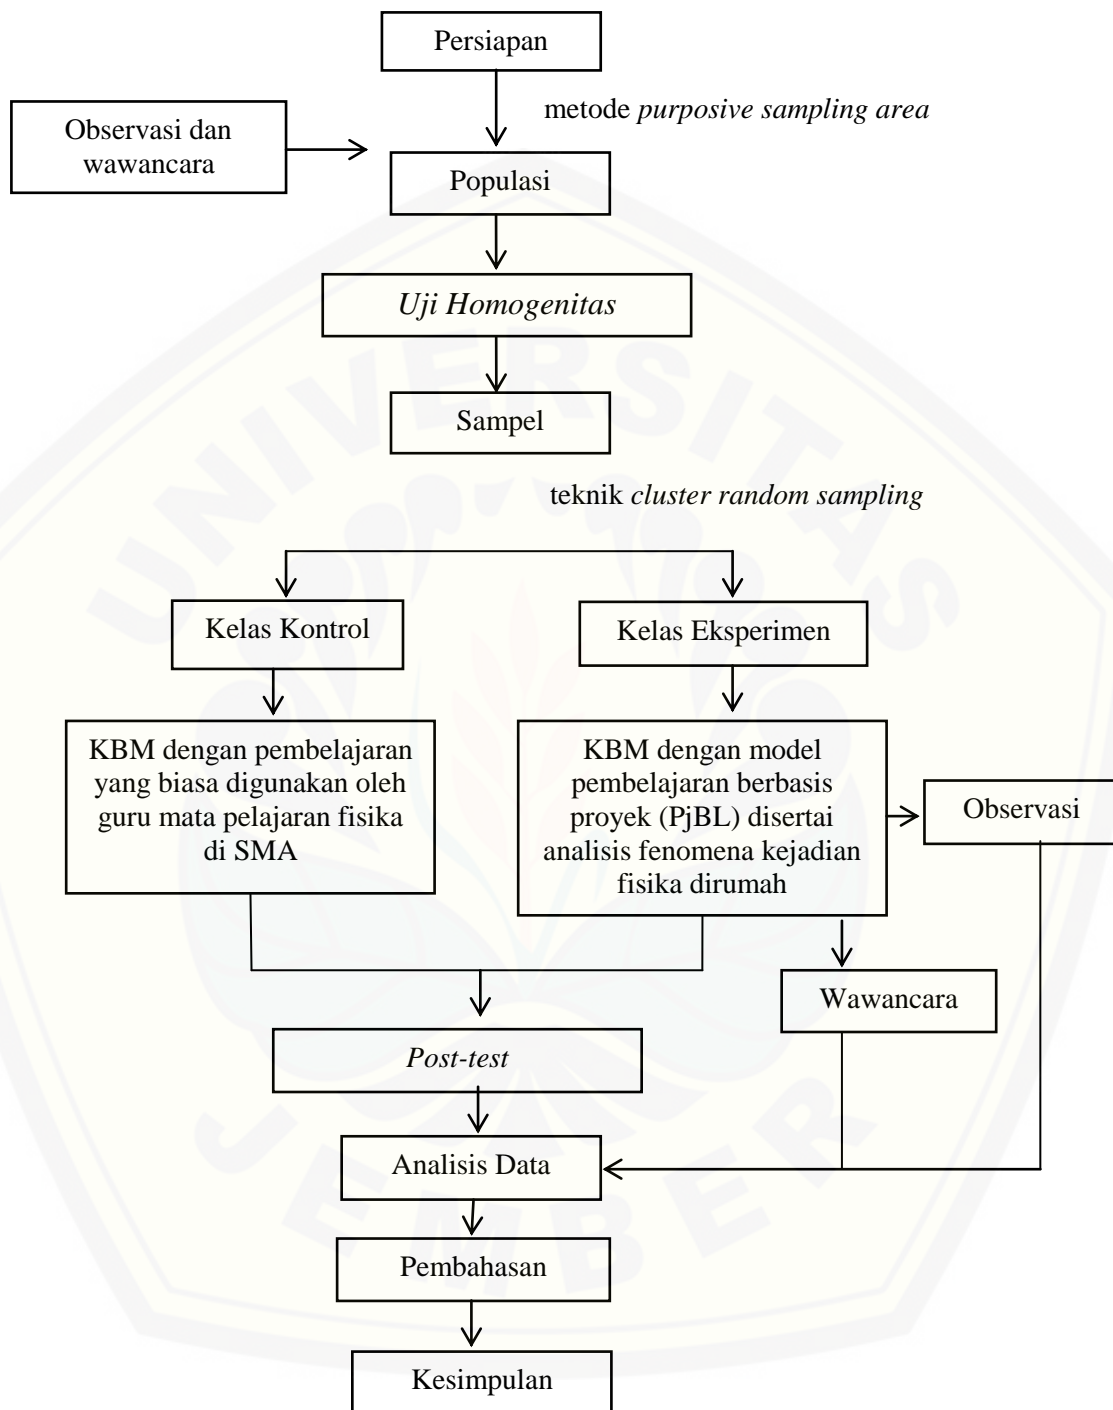 Persiapan
metode purposive sampling area
Observasi dan
wawancara
Populasi
Uji Homogenitas
Sampel
teknik cluster random sampling
Kelas Kontrol
Kelas Eksperimen
KBM dengan pembelajaran
yang biasa digunakan oleh
guru mata pelajaran fisika
di SMA
KBM dengan model
pembelajaran berbasis
proyek (PjBL) disertai
analisis fenomena kejadian
fisika dirumah
Observasi
Wawancara
Post-test
Analisis Data
Pembahasan
Kesimpulan
UNIVERSITAS
JEMBER